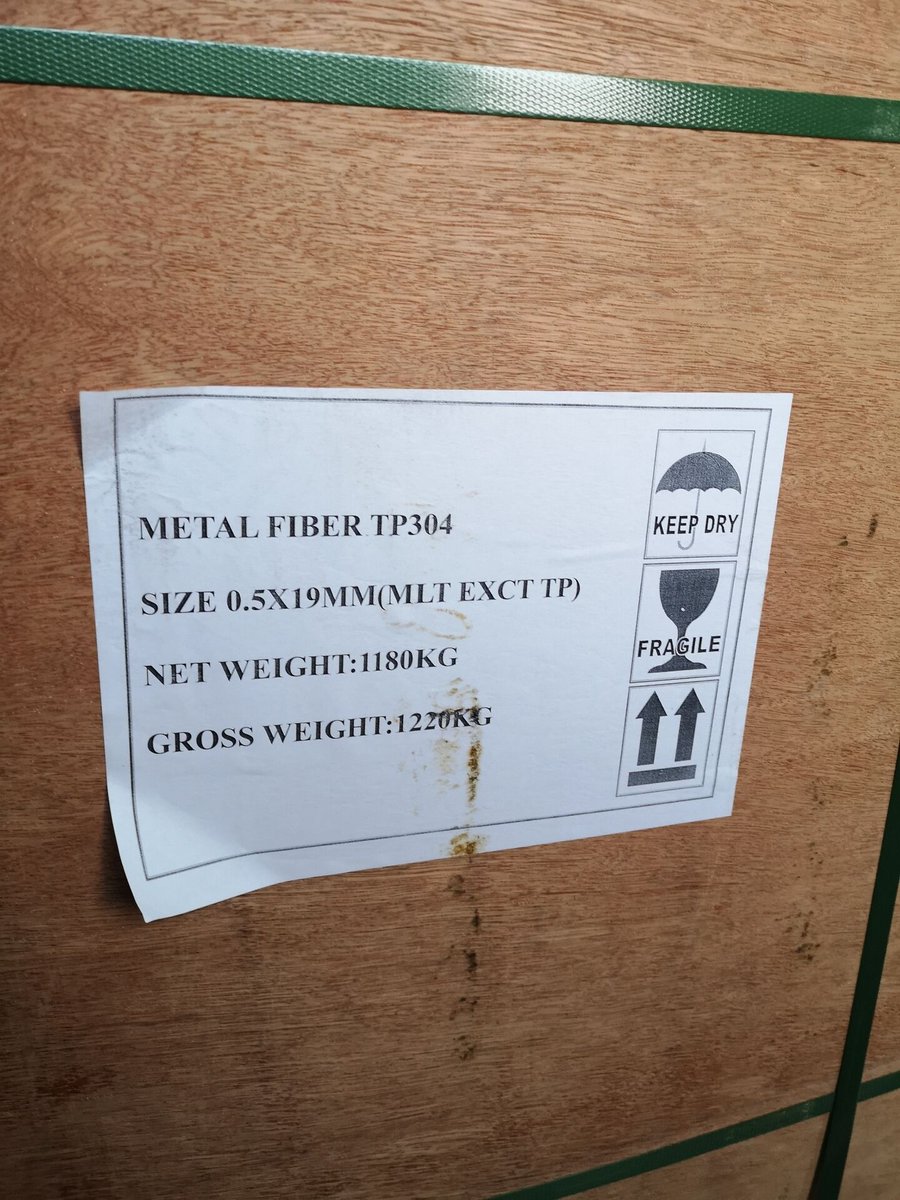 METAL FIBER TP304
SIZE 0.5X19MM(MLT EXCT TP)
NET WEIGHT:1180KG
GROSS WEIGHT:1220KG
KEEP DRY
FRAGILE